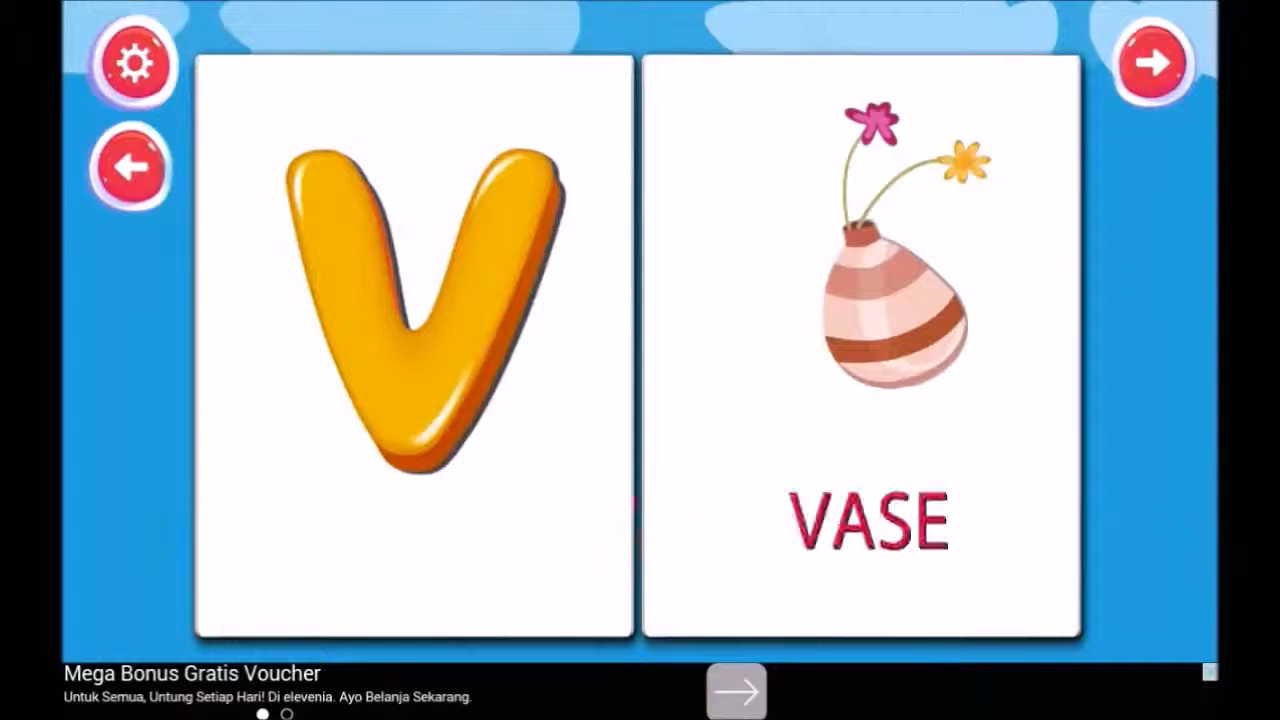 V
VASE
Mega Bonus Gratis Voucher
Untuk Semua, Untung Setiap Hari! Di elevenia. Ayo Belanja Sekarang.